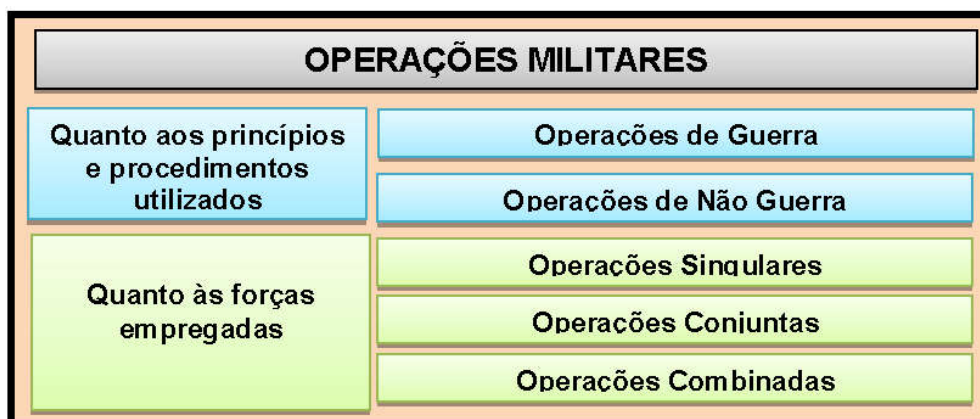 OPERAÇÕES MILITARES
Quanto aos princípios
e procedimentos
utilizados
Operações de Guerra
Operações de Não Guerra
Quanto às forças
empregadas
Operações Singulares
Operações Conjuntas
Operações Combinadas